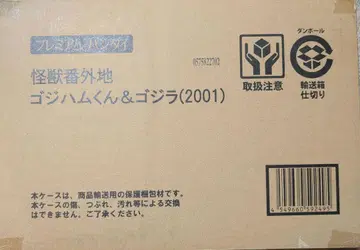 プレミアムバンダイ
0575922702
怪獣番外地
ゴジハムくん&ゴジラ(2001)
取扱注意
ダンボール
輸送箱
仕切り
本ケースは、商品輸送用の保護梱包材です。
本ケースの傷、つぶれ、汚れ等による交換
はできません。ご了承ください。
4549660592495